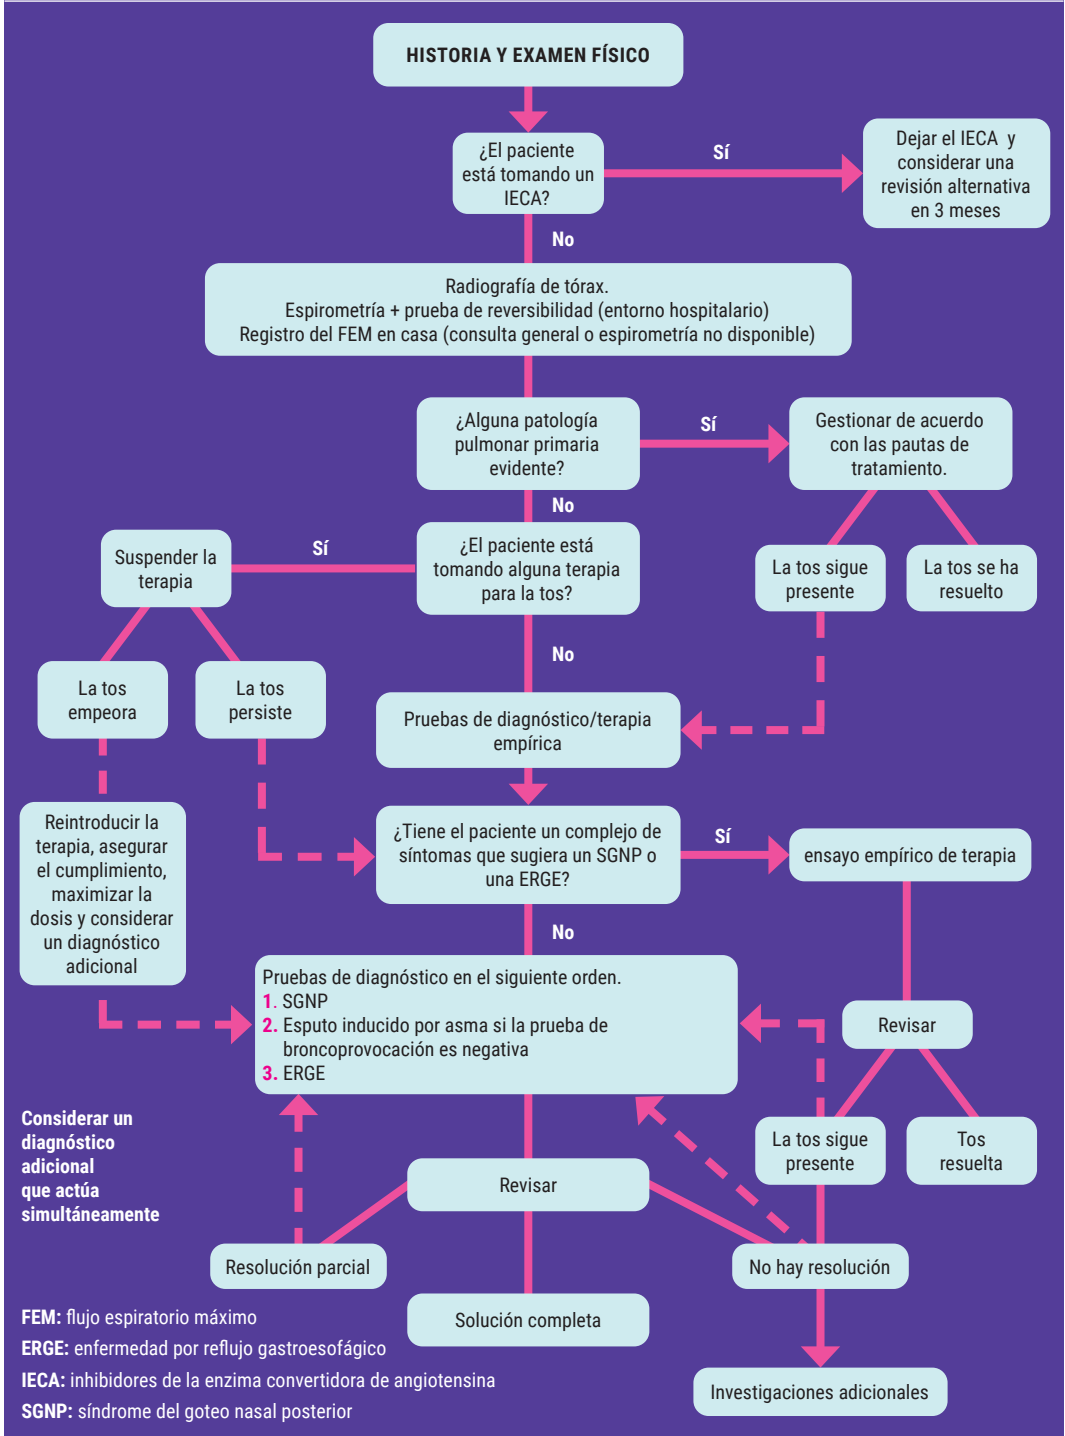 HISTORIA Y EXAMEN FÍSICO
¿El paciente
está tomando un
IECA?
Sí
Dejar el IECA y
considerar una
revisión alternativa
en 3 meses
No
Radiografía de tórax.
Espirometría + prueba de reversibilidad (entorno hospitalario)
Registro del FEM en casa (consulta general o espirometría no disponible)
¿Alguna patología
pulmonar primaria
evidente?
Sí
Gestionar de acuerdo
con las pautas de
tratamiento.
No
Suspender la
terapia
Sí
¿El paciente está
tomando alguna terapia
para la tos?
La tos sigue
presente
La tos se ha
resuelto
No
La tos
empeora
La tos
persiste
Pruebas de diagnóstico/terapia
empírica
Reintroducir la
terapia, asegurar
el cumplimiento,
maximizar la
dosis y considerar
un diagnóstico
adicional
¿Tiene el paciente un complejo de
síntomas que sugiera un SGNP o
una ERGE?
Sí
ensayo empírico de terapia
No
Pruebas de diagnóstico en el siguiente orden.
1. SGNP
2. Esputo inducido por asma si la prueba de
broncoprovocación es negativa
3. ERGE
Revisar
Considerar un
diagnóstico
adicional
que actúa
simultáneamente
La tos sigue
presente
Tos
resuelta
Revisar
Resolución parcial
No hay resolución
Solución completa
Investigaciones adicionales
FEM: flujo espiratorio máximo
ERGE: enfermedad por reflujo gastroesofágico
IECA: inhibidores de la enzima convertidora de angiotensina
SGNP: síndrome del goteo nasal posterior